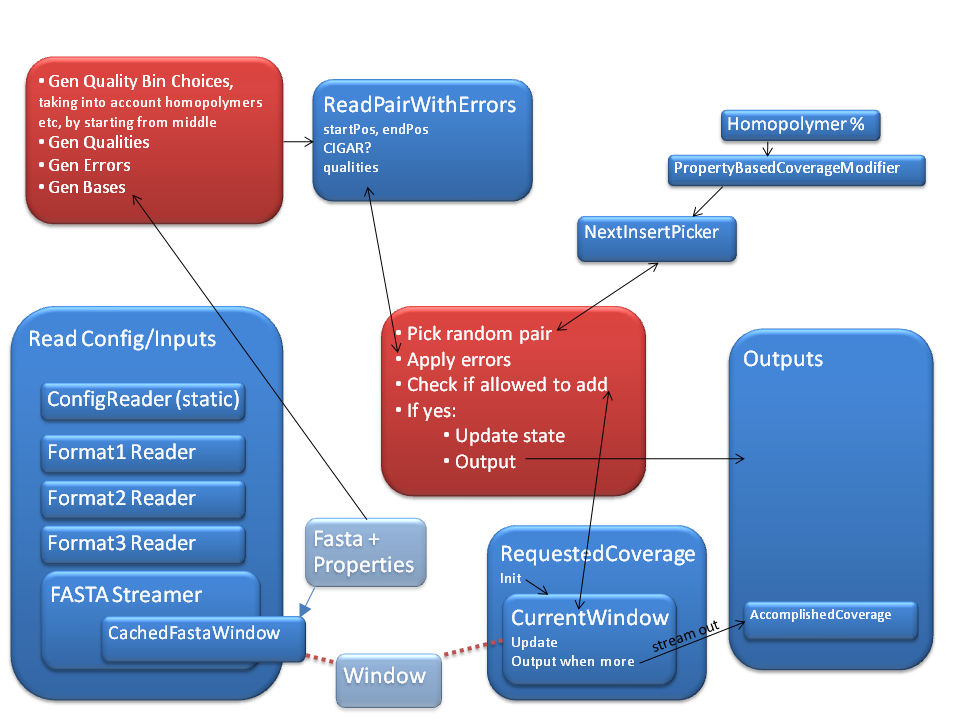 • Gen Quality Bin Choices,
taking into account homopolymers
etc, by starting from middle
• Gen Qualities
• Gen Errors
• Gen Bases
ReadPairWithErrors
startPos, endPos
CIGAR?
qualities
Homopolymer %
PropertyBasedCoverageModifier
NextInsertPicker
Read Config/Inputs
ConfigReader (static)
Format1 Reader
Format2 Reader
Format3 Reader
FASTA Streamer
CachedFastaWindow
Fasta +
Properties
Window
• Pick random pair
• Apply errors
• Check if allowed to add
• If yes:
• Update state
• Output
RequestedCoverage
Init
CurrentWindow
Update
Output when more
stream out
Outputs
AccomplishedCoverage